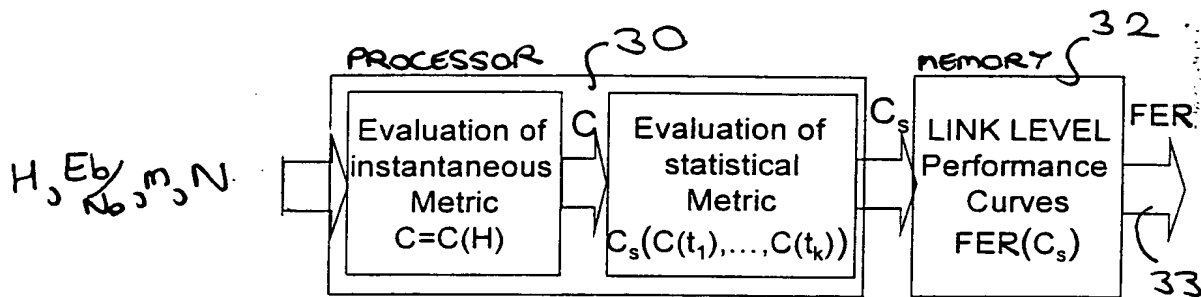 PROCESSOR
30
MEMORY
32
H, Eb/No, m, N
Evaluation of
instantaneous
Metric
C=C(H)
C
Evaluation of
statistical
Metric
Cs(C(t1),...,C(tk))
Cs
LINK LEVEL
Performance
Curves
FER(Cs)
FER
33